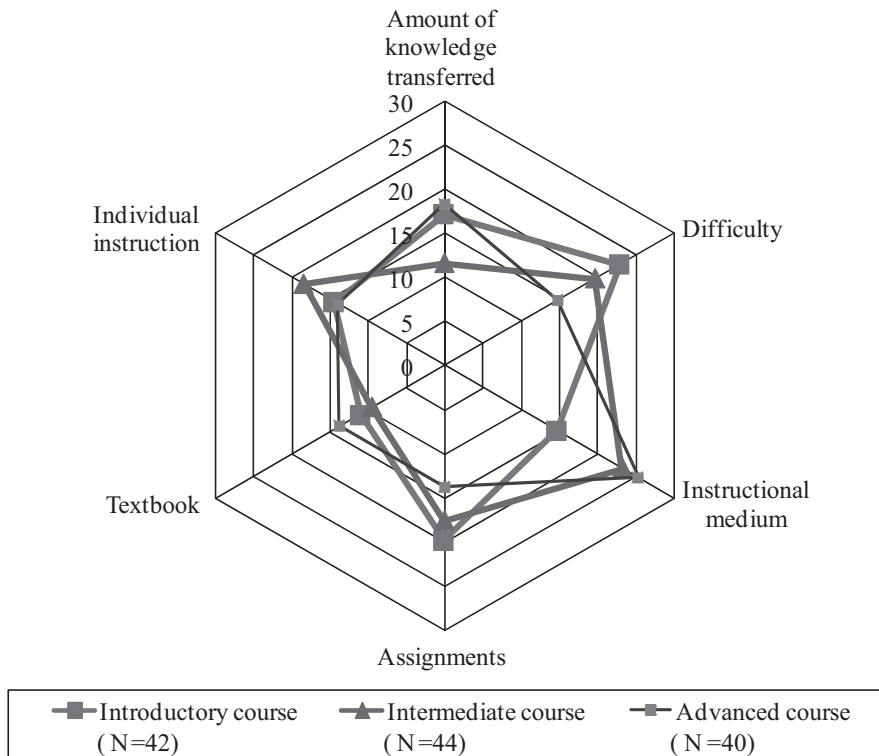 Amount of
knowledge
transferred
30
25
20
15
10
5
0
Difficulty
Instructional
medium
Assignments
Textbook
Individual
instruction
Introductory course
( N=42)
Intermediate course
( N=44)
Advanced course
( N=40)